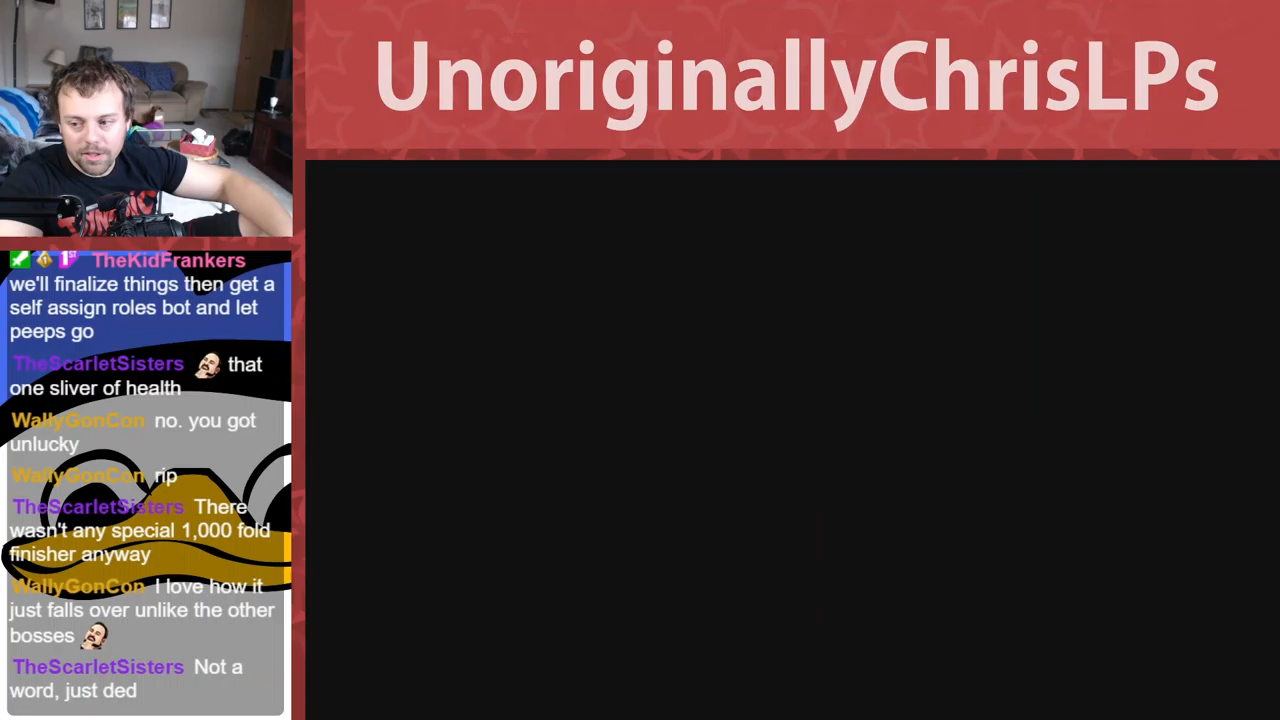 UnoriginallyChrisLPs
TheKidFrankers
we'll finalize things then get a
self assign roles bot and let
peeps go
TheScarletSisters that
one sliver of health
WallyGonCon no. you got
unlucky
WallyGonCon rip
TheScarletSisters There
wasn't any special 1,000 fold
finisher anyway
WallyGonCon I love how it
just falls over unlike the other
bosses
TheScarletSisters Not a
word, just ded